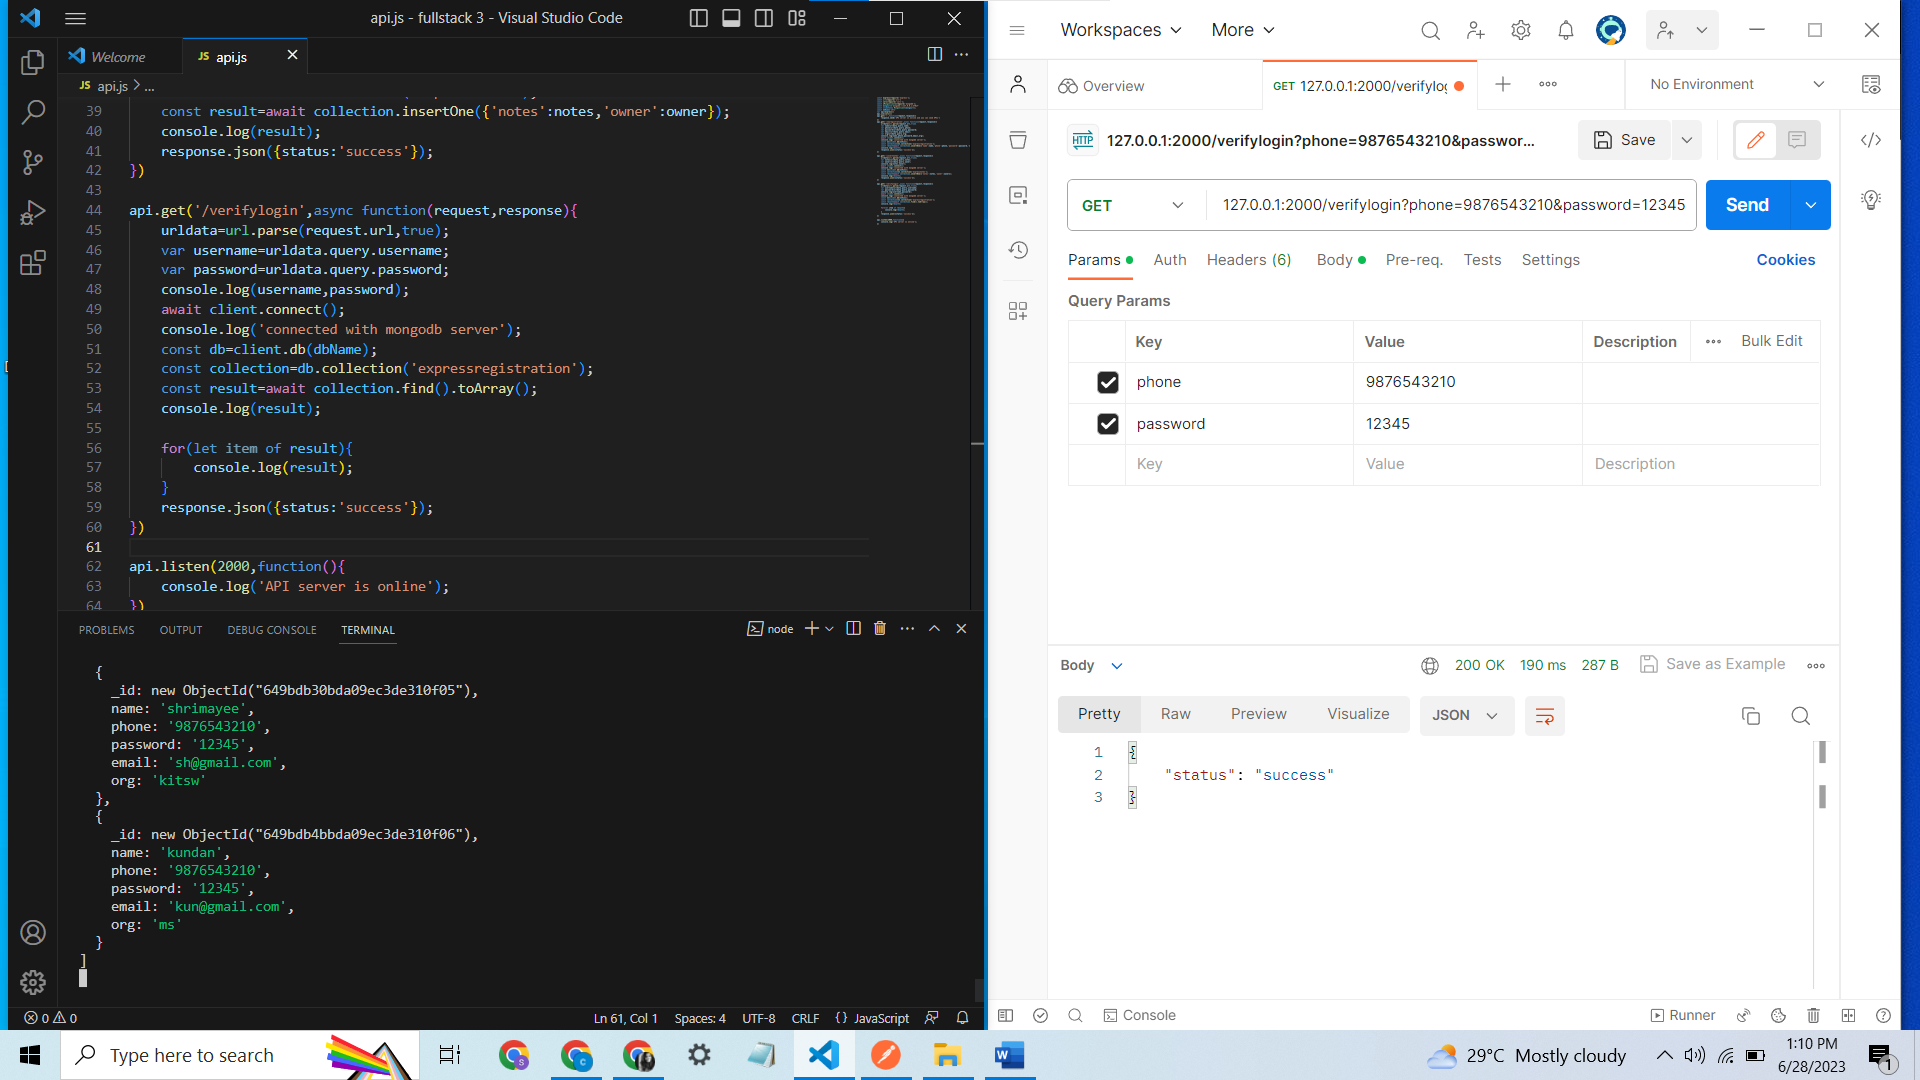 api.js - fullstack 3 - Visual Studio Code
Welcome
JS api.js
JS api.js > ...
39 const result=await collection.insertOne({'notes':notes,'owner':owner});
40 console.log(result);
41 response.json({status:'success'});
42 })
43
44 api.get('/verifylogin',async function(request,response){
45 urldata=url.parse(request.url,true);
46 var username=urldata.query.username;
47 var password=urldata.query.password;
48 console.log(username,password);
49 await client.connect();
50 console.log('connected with mongodb server');
51 const db=client.db(dbName);
52 const collection=db.collection('expressregistration');
53 const result=await collection.find().toArray();
54 console.log(result);
55
56 for(let item of result){
57 console.log(result);
58 }
59 response.json({status:'success'});
60 })
61
62 api.listen(2000,function(){
63 console.log('API server is online');
64 })
PROBLEMS OUTPUT DEBUG CONSOLE TERMINAL node
{
_id: new ObjectId("649bdb30bda09ec3de310f05"),
name: 'shrimayee',
phone: '9876543210',
password: '12345',
email: 'sh@gmail.com',
org: 'kitsw'
},
{
_id: new ObjectId("649bdb4bbda09ec3de310f06"),
name: 'kundan',
phone: '9876543210',
password: '12345',
email: 'kun@gmail.com',
org: 'ms'
}
]
0 0 Ln 61, Col 1 Spaces: 4 UTF-8 CRLF {} JavaScript
Workspaces More
Overview GET 127.0.0.1:2000/verifylog No Environment
HTTP 127.0.0.1:2000/verifylogin?phone=9876543210&passwor... Save
GET 127.0.0.1:2000/verifylogin?phone=9876543210&password=12345 Send
Params Auth Headers (6) Body Pre-req. Tests Settings Cookies
Query Params
Key Value Description Bulk Edit
phone 9876543210
password 12345
Key Value Description
Body 200 OK 190 ms 287 B Save as Example
Pretty Raw Preview Visualize JSON
1 {
2 "status": "success"
3 }
Console Runner
Type here to search 29°C Mostly cloudy 1:10 PM
6/28/2023 1